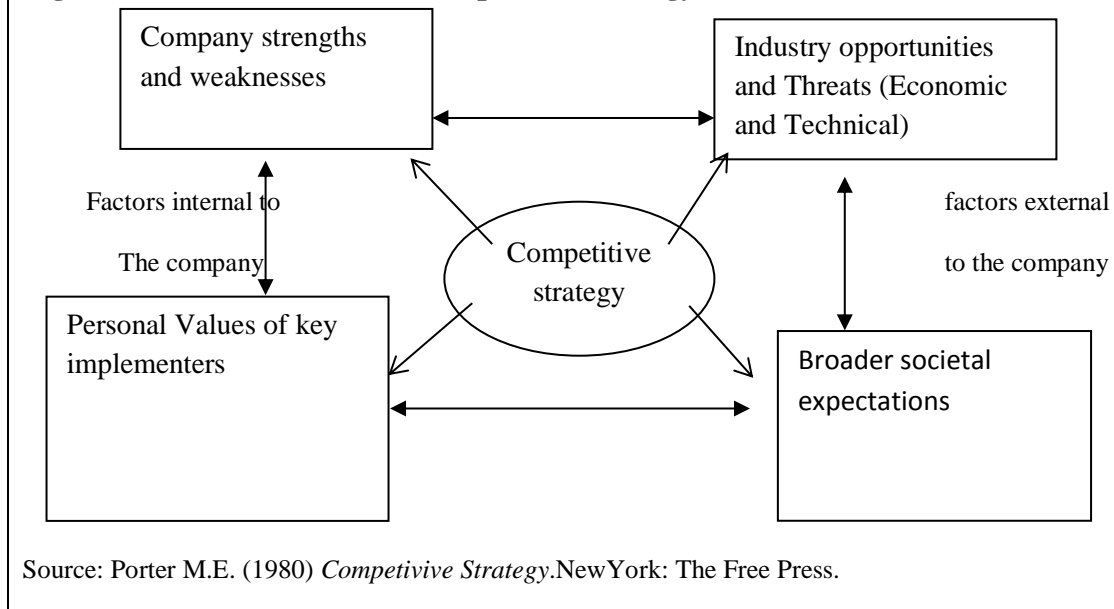 Company strengths
and weaknesses
Industry opportunities
and Threats (Economic
and Technical)
Factors internal to
The company
factors external
to the company
Competitive
strategy
Personal Values of key
implementers
Broader societal
expectations
Source: Porter M.E. (1980) Competivive Strategy.NewYork: The Free Press.